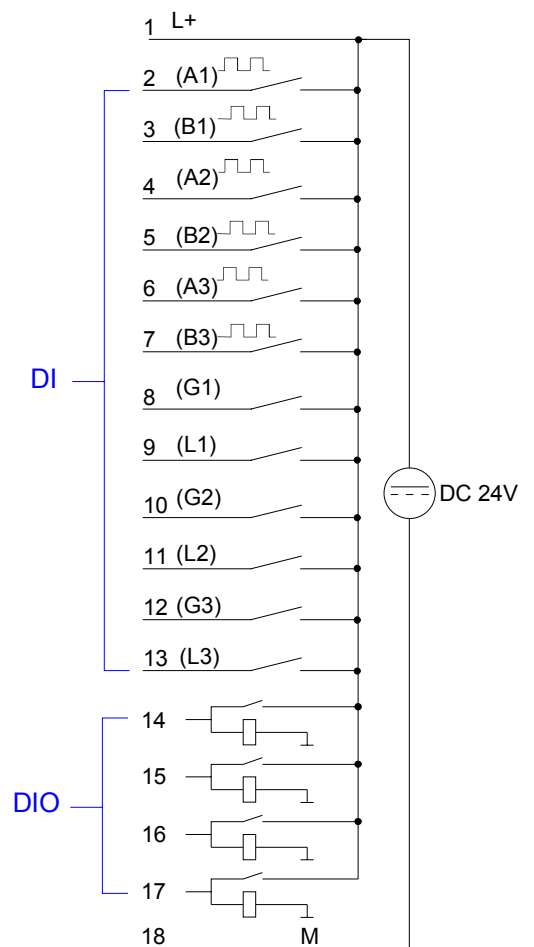 1 L+
2 (A1)
3 (B1)
4 (A2)
5 (B2)
6 (A3)
7 (B3)
DI
8 (G1)
9 (L1)
DC 24V
10 (G2)
11 (L2)
12 (G3)
13 (L3)
14
15
DIO
16
17
18 M